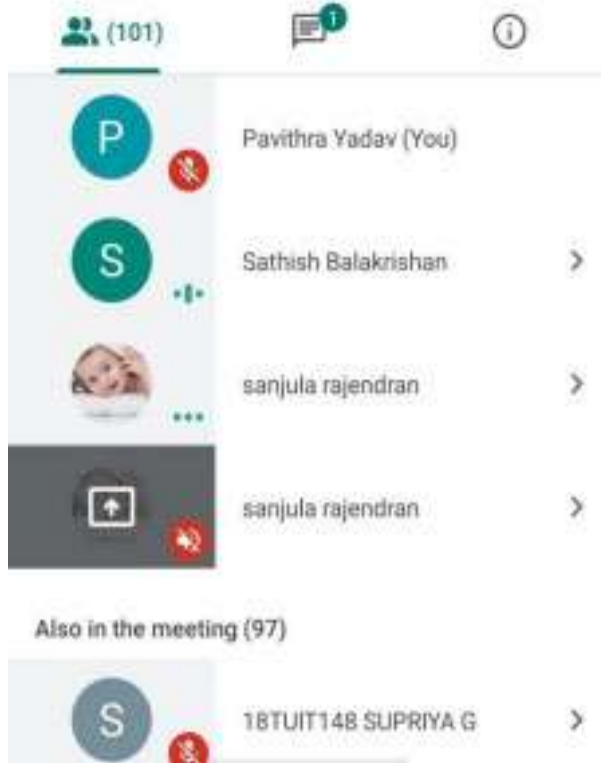 (101)
1
P
Pavithra Yadav (You)
S
Sathish Balakrishan
sanjula rajendran
sanjula rajendran
Also in the meeting (97)
S
18TUIT148 SUPRIYA G